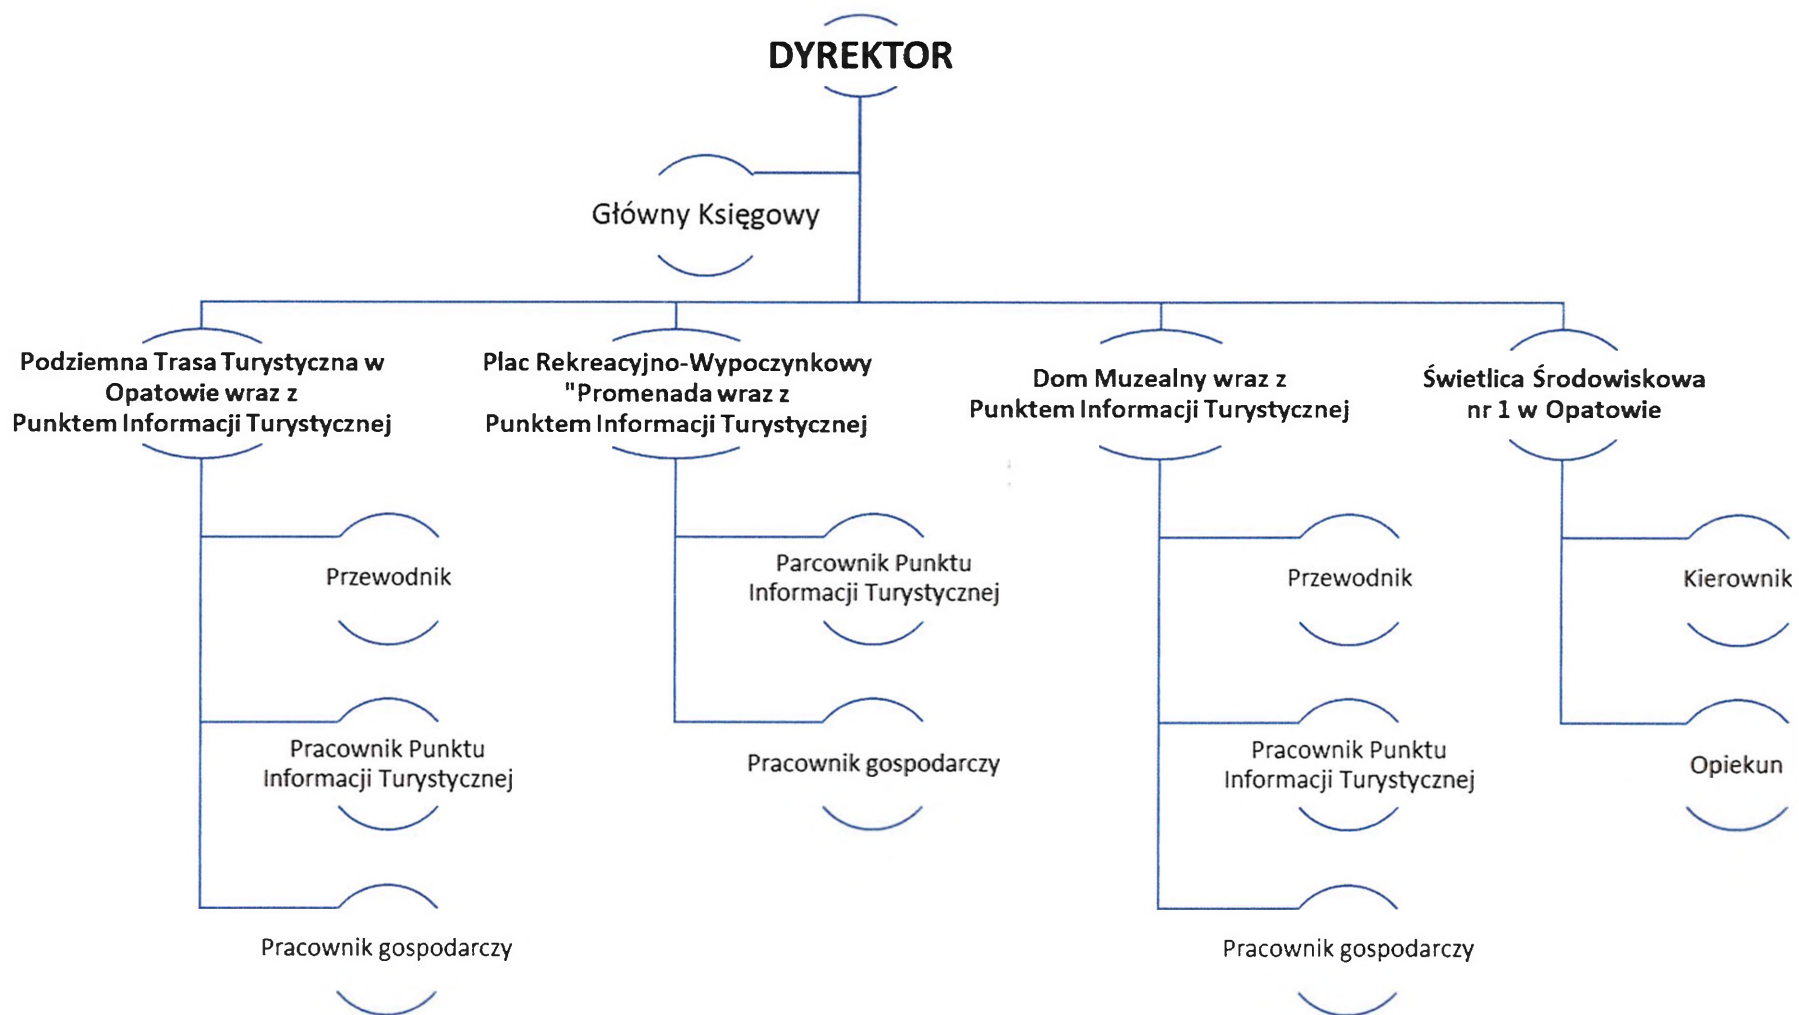 DYREKTOR
Główny Księgowy
Podziemna Trasa Turystyczna w
Opatowie wraz z
Punktem Informacji Turystycznej
Plac Rekreacyjno-Wypoczynkowy
"Promenada wraz z
Punktem Informacji Turystycznej
Dom Muzealny wraz z
Punktem Informacji Turystycznej
Świetlica Środowiskowa
nr 1 w Opatowie
Przewodnik
Pracownik Punktu
Informacji Turystycznej
Pracownik gospodarczy
Parcownik Punktu
Informacji Turystycznej
Pracownik gospodarczy
Przewodnik
Pracownik Punktu
Informacji Turystycznej
Pracownik gospodarczy
Kierownik
Opiekun